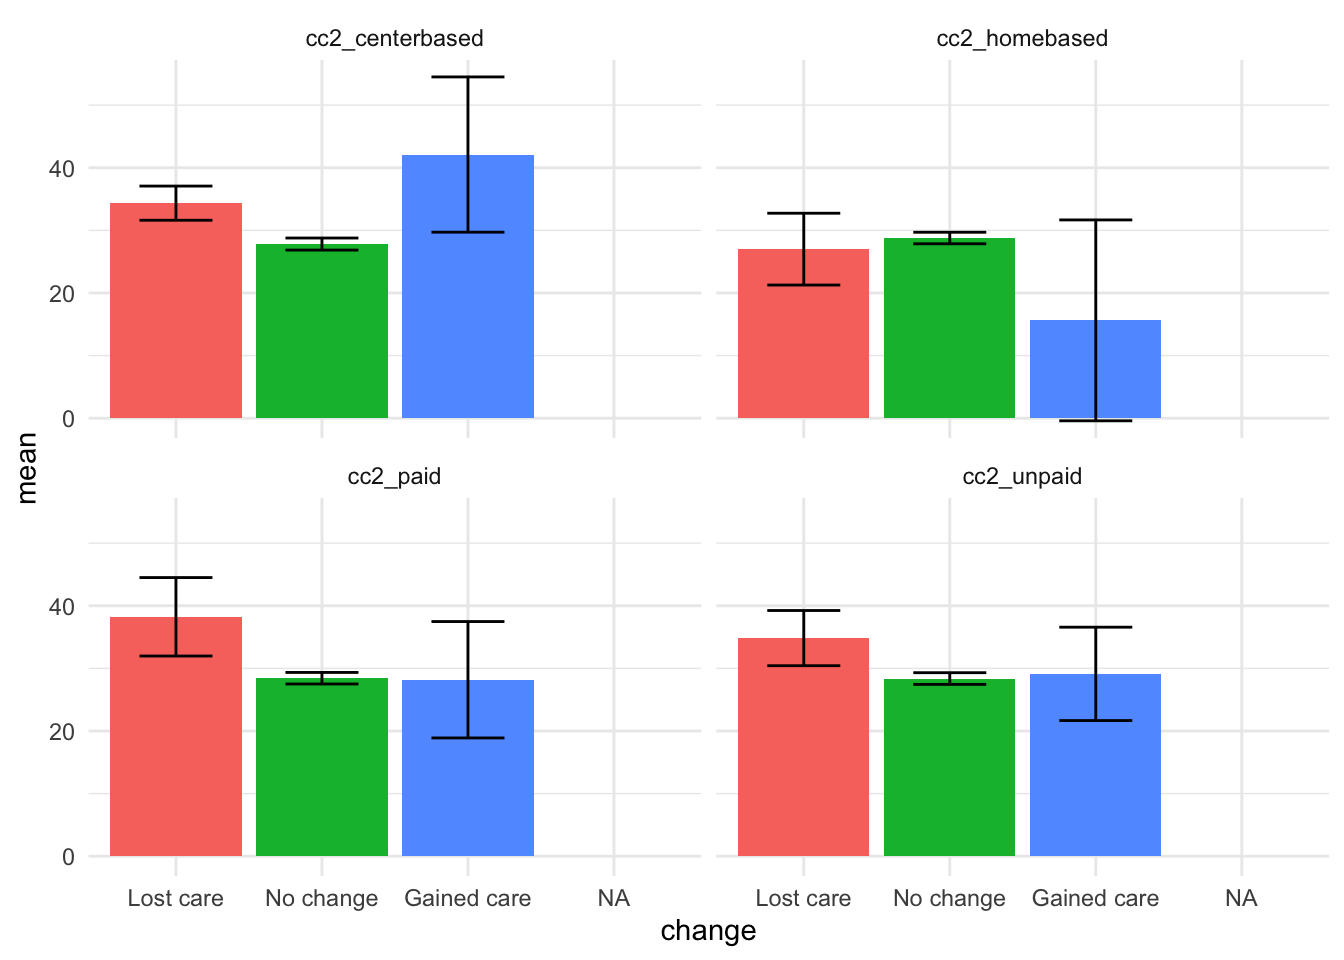 cc2_centerbased
cc2_homebased
40
20
0
cc2_paid
cc2_unpaid
40
20
0
mean
Lost care No change Gained care NA
Lost care No change Gained care NA
change